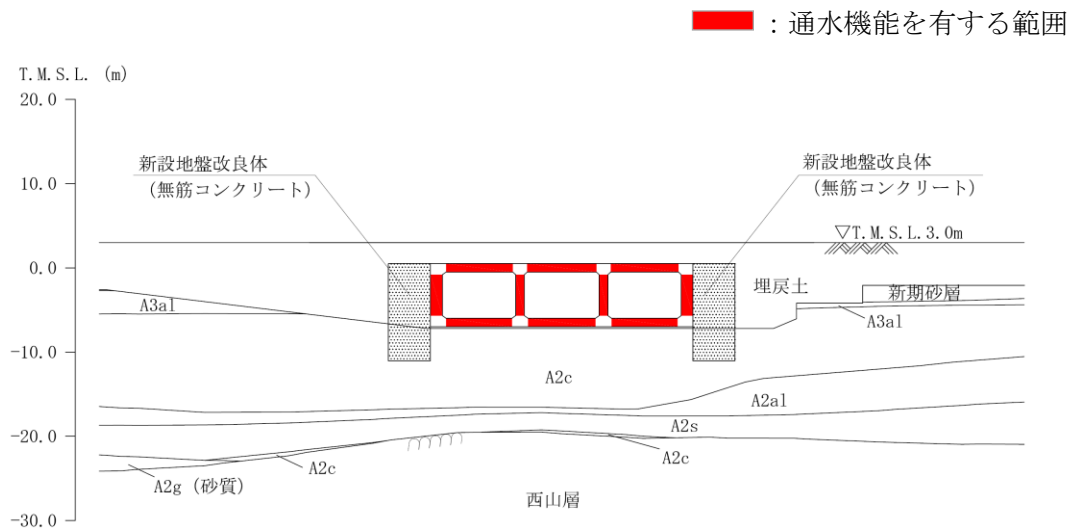 ：通水機能を有する範囲
T.M.S.L. (m)
20.0
10.0
0.0
-10.0
-20.0
-30.0
新設地盤改良体
（無筋コンクリート）
新設地盤改良体
（無筋コンクリート）
▽T.M.S.L.3.0m
埋戻土
新期砂層
A3a1
A3a1
A2c
A2a1
A2s
A2c
A2c
A2g（砂質）
西山層